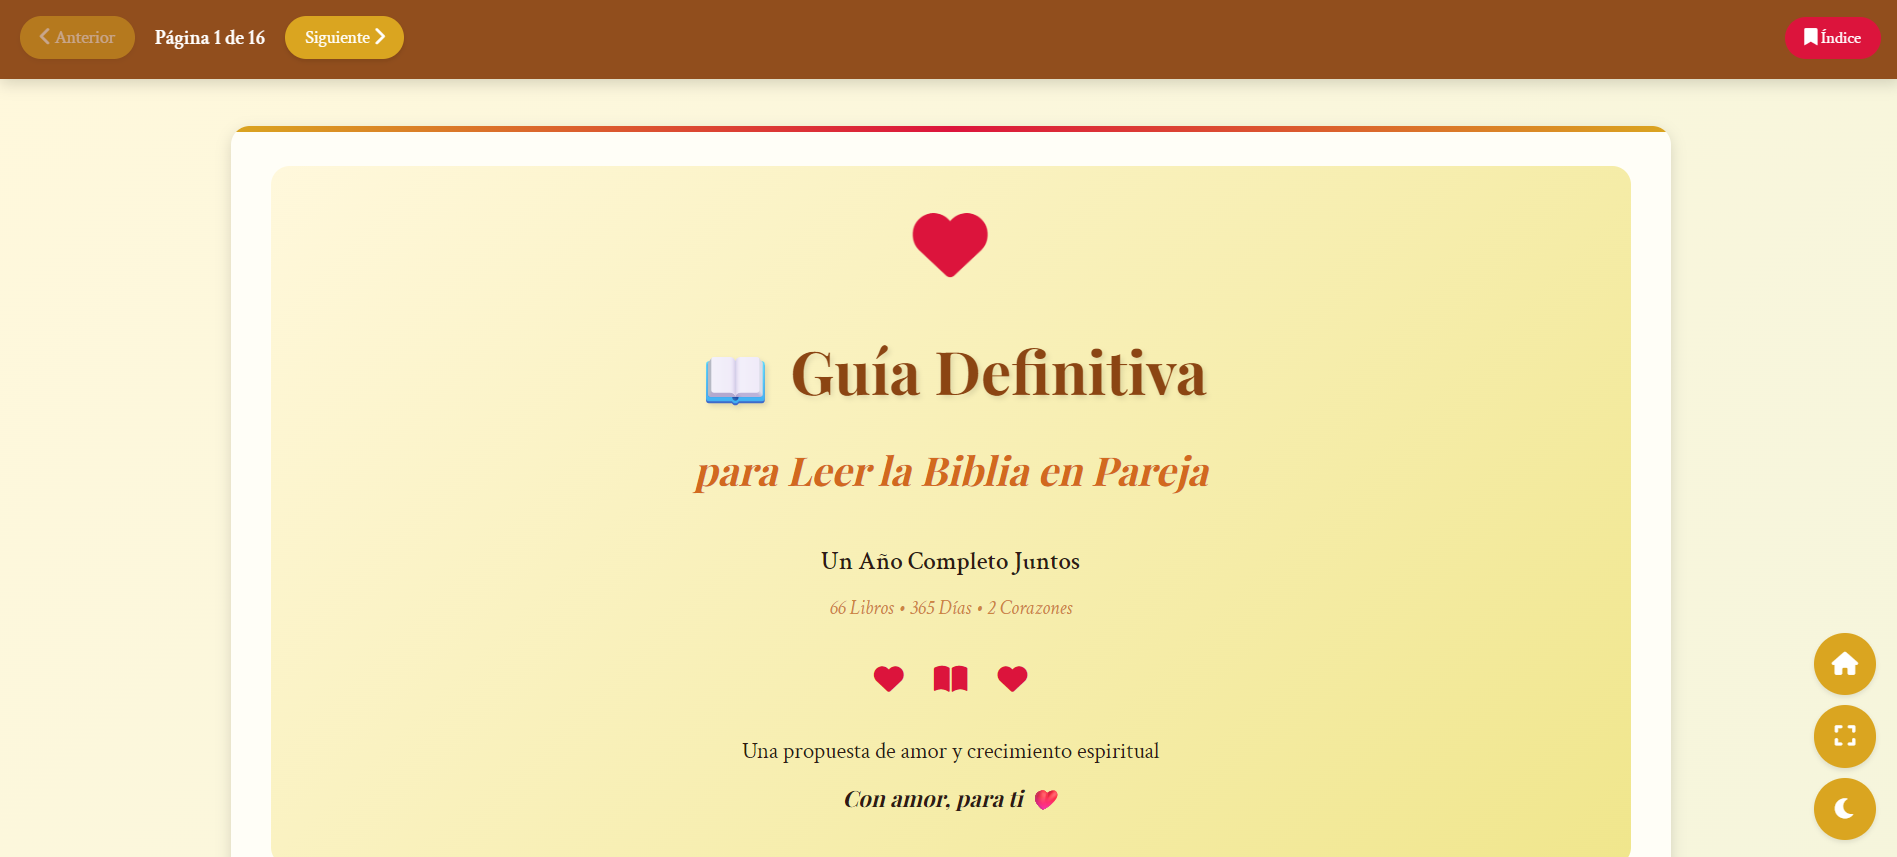 Anterior
Página 1 de 16
Siguiente
Índice
Guía Definitiva
para Leer la Biblia en Pareja
Un Año Completo Juntos
66 Libros • 365 Días • 2 Corazones
Una propuesta de amor y crecimiento espiritual
Con amor, para ti